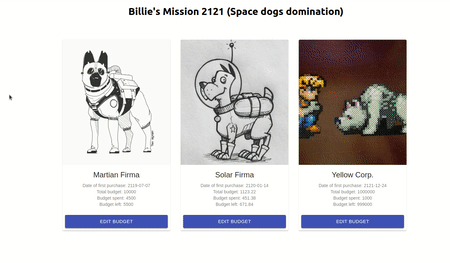 Billie's Mission 2121 (Space dogs domination)
Martian Firma
Date of first purchase: 2119-07-07
Total budget: 10000
Budget spent: 4500
Budget left: 5500
EDIT BUDGET
Solar Firma
Date of first purchase: 2120-01-14
Total budget: 1123.22
Budget spent: 451.38
Budget left: 671.84
EDIT BUDGET
Yellow Corp.
Date of first purchase: 2121-12-24
Total budget: 1000000
Budget spent: 1000
Budget left: 999000
EDIT BUDGET